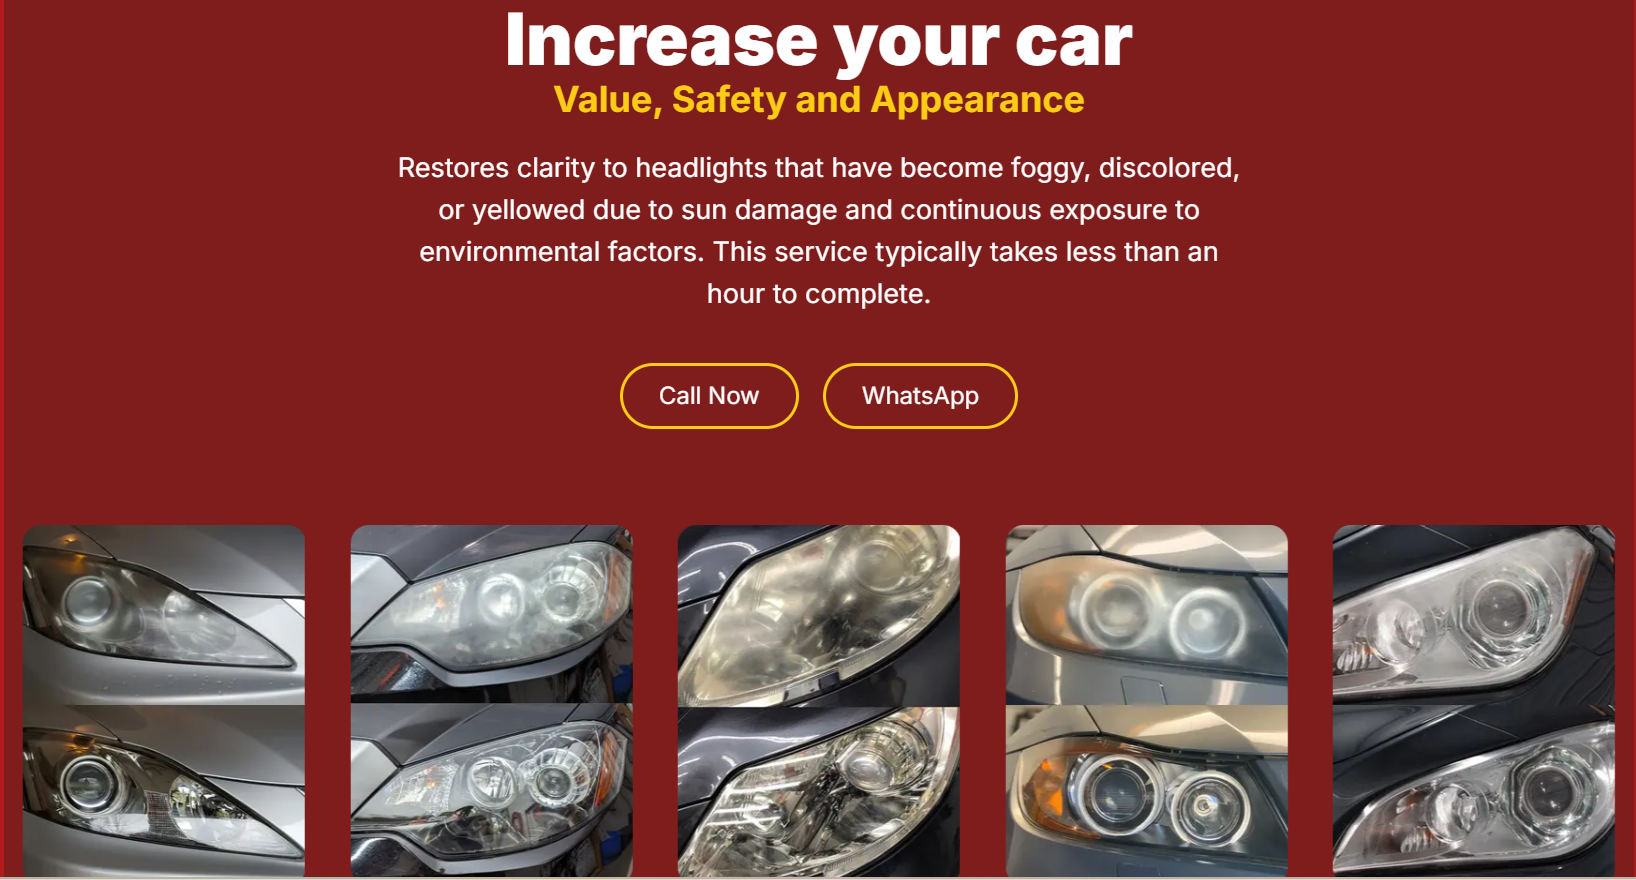 Increase your car
Value, Safety and Appearance
Restores clarity to headlights that have become foggy, discolored,
or yellowed due to sun damage and continuous exposure to
environmental factors. This service typically takes less than an
hour to complete.
Call Now
WhatsApp